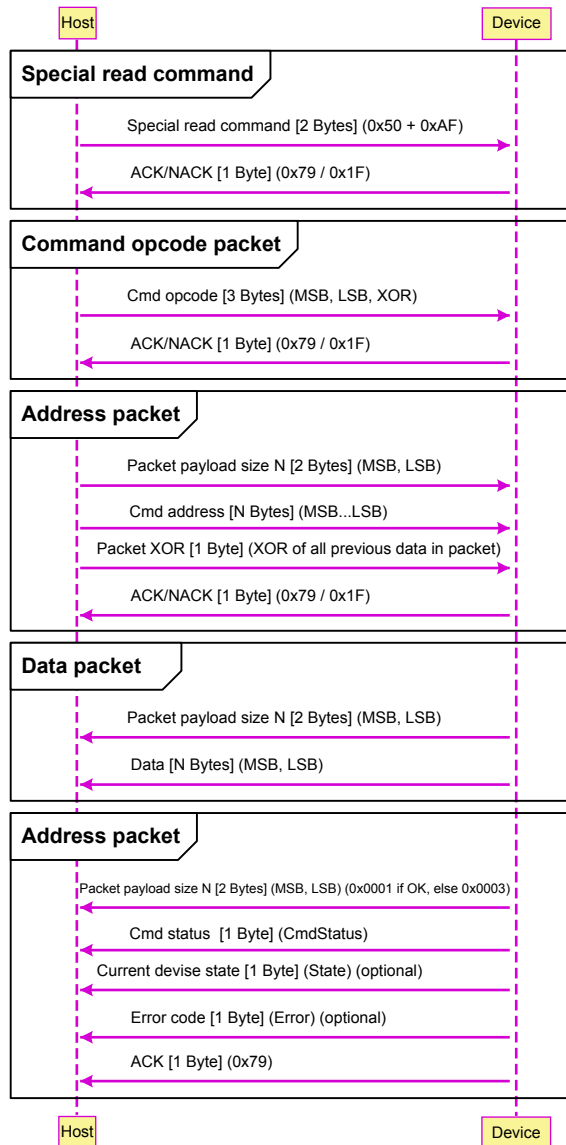 Host Device
Special read command
Special read command [2 Bytes] (0x50 + 0xAF)
ACK/NACK [1 Byte] (0x79 / 0x1F)
Command opcode packet
Cmd opcode [3 Bytes] (MSB, LSB, XOR)
ACK/NACK [1 Byte] (0x79 / 0x1F)
Address packet
Packet payload size N [2 Bytes] (MSB, LSB)
Cmd address [N Bytes] (MSB...LSB)
Packet XOR [1 Byte] (XOR of all previous data in packet)
ACK/NACK [1 Byte] (0x79 / 0x1F)
Data packet
Packet payload size N [2 Bytes] (MSB, LSB)
Data [N Bytes] (MSB, LSB)
Address packet
Packet payload size N [2 Bytes] (MSB, LSB) (0x0001 if OK, else 0x0003)
Cmd status [1 Byte] (CmdStatus)
Current devise state [1 Byte] (State) (optional)
Error code [1 Byte] (Error) (optional)
ACK [1 Byte] (0x79)
Host Device